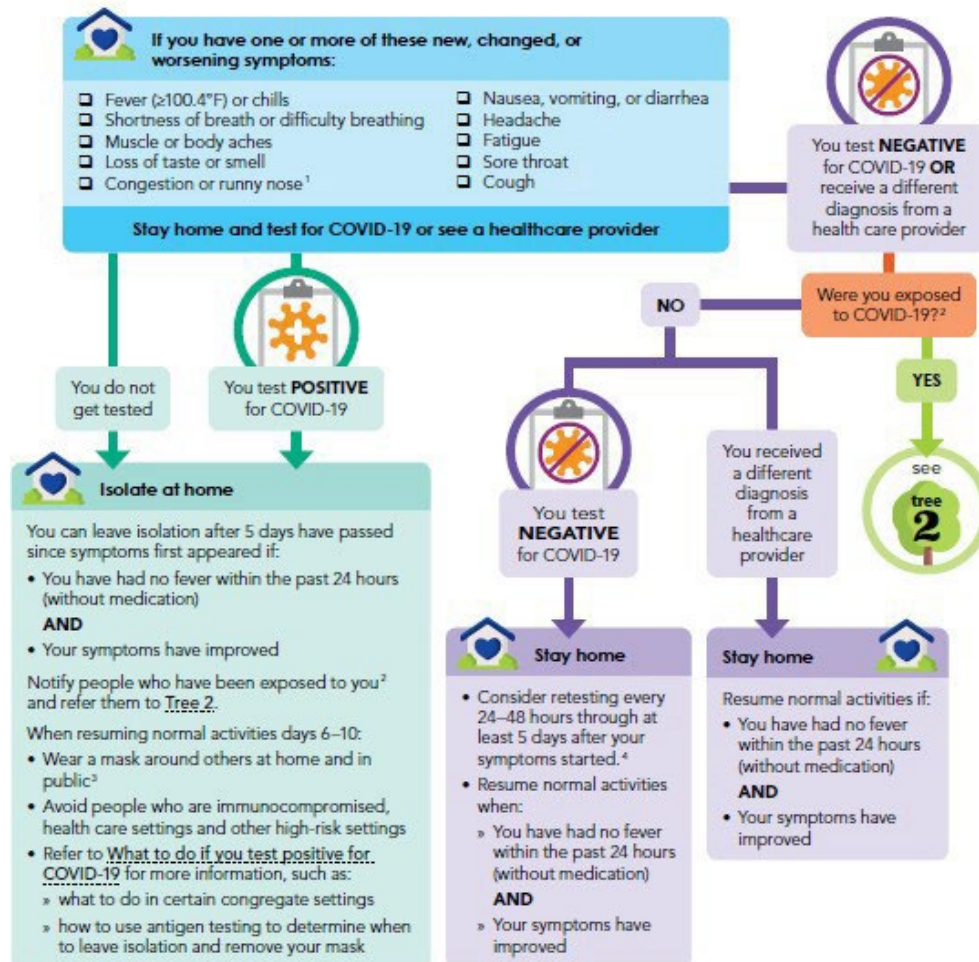 If you have one or more of these new, changed, or
worsening symptoms:
Fever (≥100.4°F) or chills
Shortness of breath or difficulty breathing
Muscle or body aches
Loss of taste or smell
Congestion or runny nose¹
Nausea, vomiting, or diarrhea
Headache
Fatigue
Sore throat
Cough
Stay home and test for COVID-19 or see a healthcare provider
You test NEGATIVE
for COVID-19 OR
receive a different
diagnosis from a
health care provider
Were you exposed
to COVID-19?²
NO
YES
see
tree
2
You do not
get tested
You test POSITIVE
for COVID-19
You test
NEGATIVE
for COVID-19
You received
a different
diagnosis
from a
healthcare
provider
Isolate at home
You can leave isolation after 5 days have passed
since symptoms first appeared if:
• You have had no fever within the past 24 hours
(without medication)
AND
• Your symptoms have improved
Notify people who have been exposed to you²
and refer them to Tree 2.
When resuming normal activities days 6–10:
• Wear a mask around others at home and in
public³
• Avoid people who are immunocompromised,
health care settings and other high-risk settings
• Refer to What to do if you test positive for
COVID-19 for more information, such as:
» what to do in certain congregate settings
» how to use antigen testing to determine when
to leave isolation and remove your mask
Stay home
• Consider retesting every
24–48 hours through at
least 5 days after your
symptoms started.⁴
• Resume normal activities
when:
» You have had no fever
within the past 24 hours
(without medication)
AND
» Your symptoms have
improved
Stay home
Resume normal activities if:
• You have had no fever
within the past 24 hours
(without medication)
AND
• Your symptoms have
improved